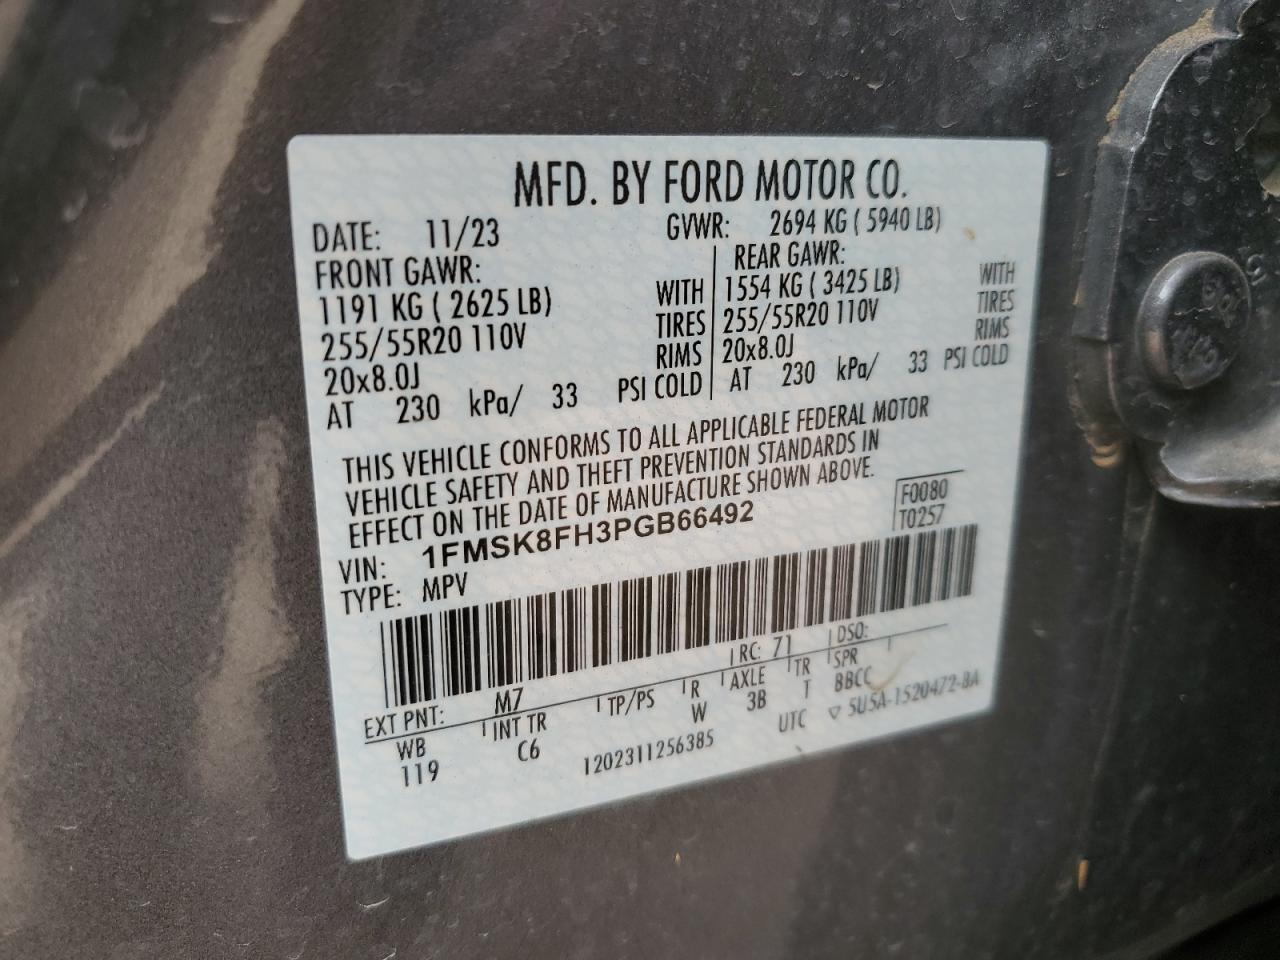 MFD. BY FORD MOTOR CO.
DATE: 11/23 GVWR: 2694 KG ( 5940 LB)
FRONT GAWR: REAR GAWR:
1191 KG ( 2625 LB) WITH 1554 KG ( 3425 LB) WITH
255/55R20 110V TIRES 255/55R20 110V TIRES
20x8.0J RIMS 20x8.0J RIMS
AT 230 kPa/ 33 PSI COLD AT 230 kPa/ 33 PSI COLD
THIS VEHICLE CONFORMS TO ALL APPLICABLE FEDERAL MOTOR
VEHICLE SAFETY AND THEFT PREVENTION STANDARDS IN
EFFECT ON THE DATE OF MANUFACTURE SHOWN ABOVE.
VIN: 1FMSK8FH3PGB66492 F0080
TYPE: MPV T0257
EXT PNT: M7 RC: 71 DSO:
WB INT TR TP/PS R AXLE TR SPR
119 C6 W 3B T BBCC
1202311256385 UTC ▽ 5U5A-1520472-BA